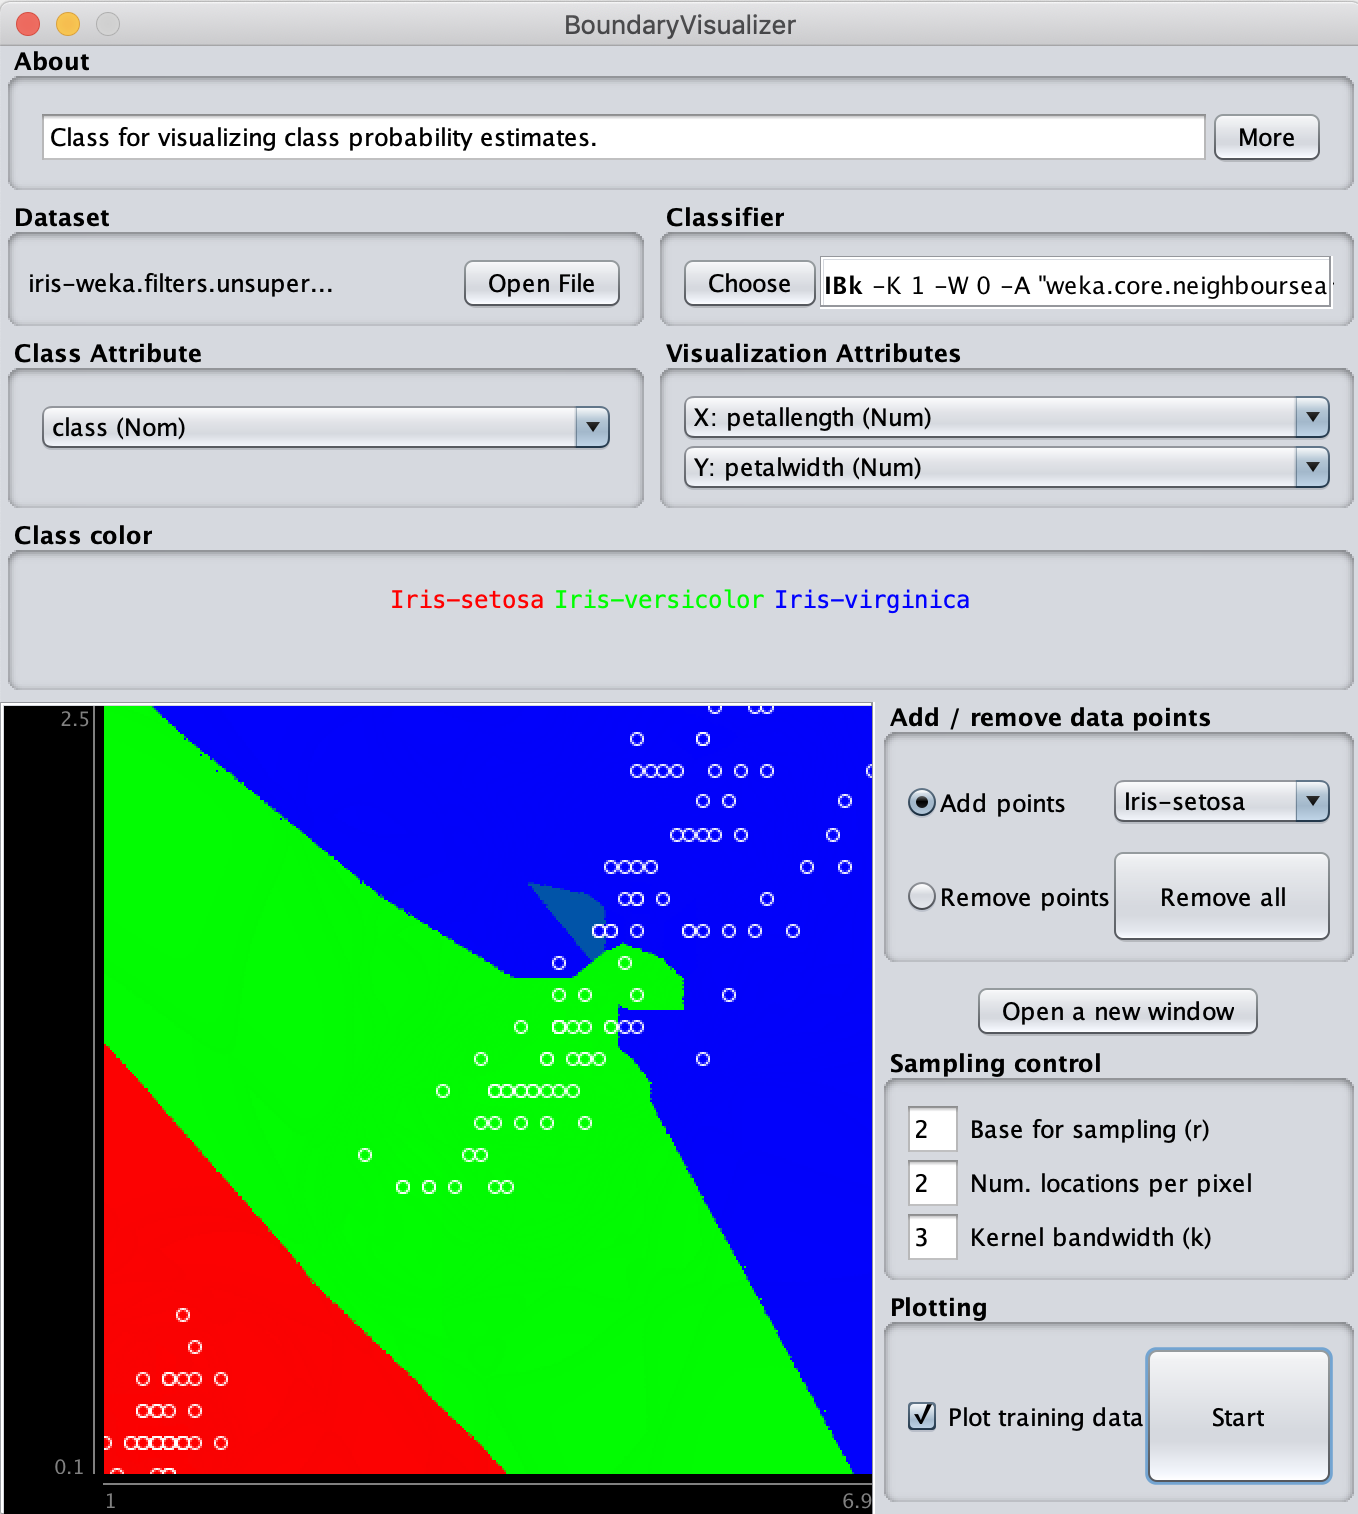 BoundaryVisualizer
About
Class for visualizing class probability estimates.
More
Dataset
Classifier
iris-weka.filters.unsuper...
Open File
Choose
IBk -K 1 -W 0 -A "weka.core.neighboursea
Class Attribute
Visualization Attributes
class (Nom)
X: petallength (Num)
Y: petalwidth (Num)
Class color
Iris-setosa Iris-versicolor Iris-virginica
2.5
0.1
1
6.9
Add / remove data points
Add points
Iris-setosa
Remove points
Remove all
Open a new window
Sampling control
2 Base for sampling (r)
2 Num. locations per pixel
3 Kernel bandwidth (k)
Plotting
Plot training data
Start